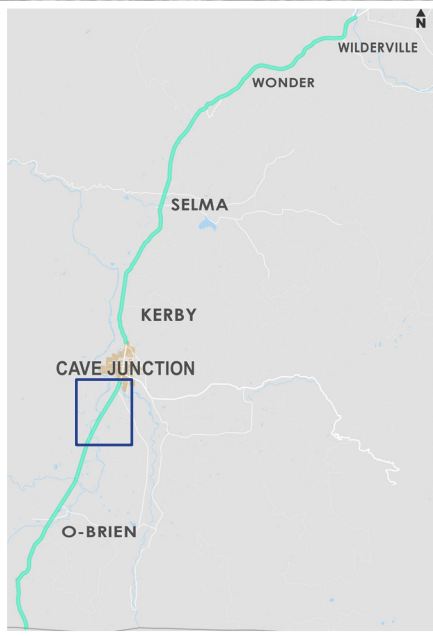 N
WILDERVILLE
WONDER
SELMA
KERBY
CAVE JUNCTION
O-BRIEN